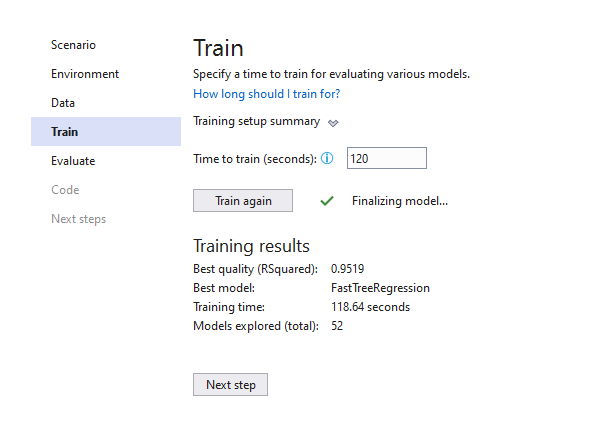 Scenario
Environment
Data
Train
Evaluate
Code
Next steps
Train
Specify a time to train for evaluating various models.
How long should I train for?
Training setup summary
Time to train (seconds): 120
Train again Finalizing model...
Training results
Best quality (RSquared): 0.9519
Best model: FastTreeRegression
Training time: 118.64 seconds
Models explored (total): 52
Next step